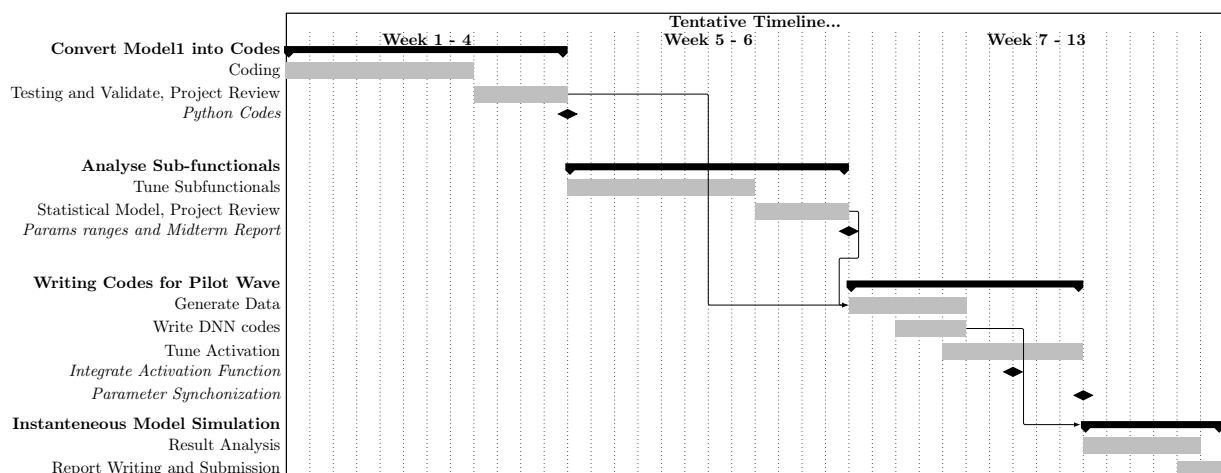 Tentative Timeline...
Week 1 - 4
Week 5 - 6
Week 7 - 13
Convert Model1 into Codes
Coding
Testing and Validate, Project Review
Python Codes
Analyse Sub-functionals
Tune Subfunctionals
Statistical Model, Project Review
Params ranges and Midterm Report
Writing Codes for Pilot Wave
Generate Data
Write DNN codes
Tune Activation
Integrate Activation Function
Parameter Synchonization
Instanteneous Model Simulation
Result Analysis
Report Writing and Submission